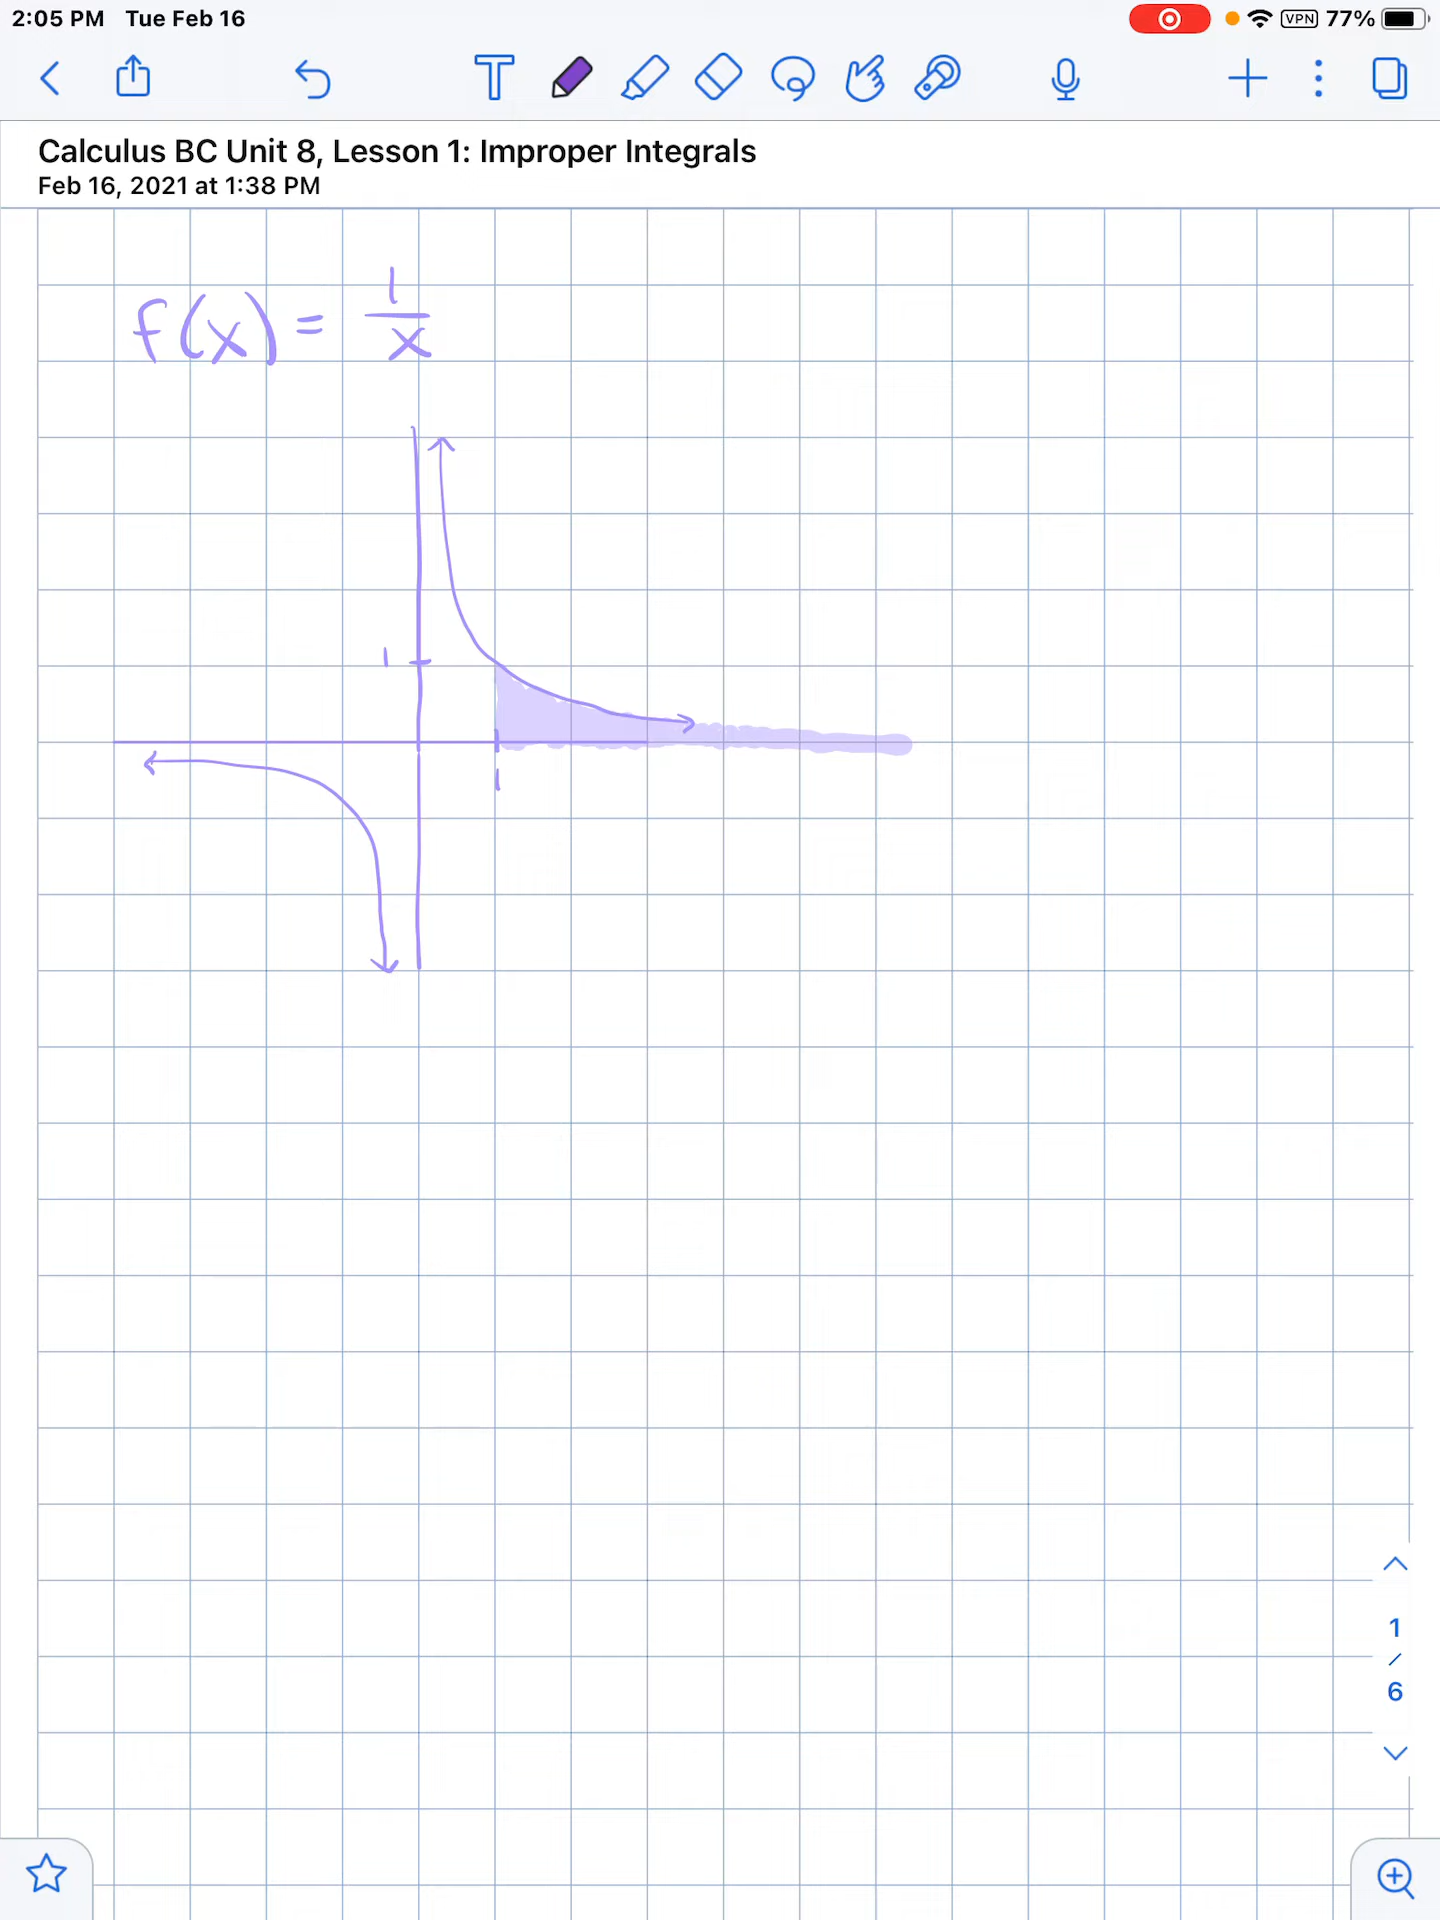 2:05 PM Tue Feb 16
VPN 77%
T
Calculus BC Unit 8, Lesson 1: Improper Integrals
Feb 16, 2021 at 1:38 PM
f(x) = 1/x
1
1
1
/
6